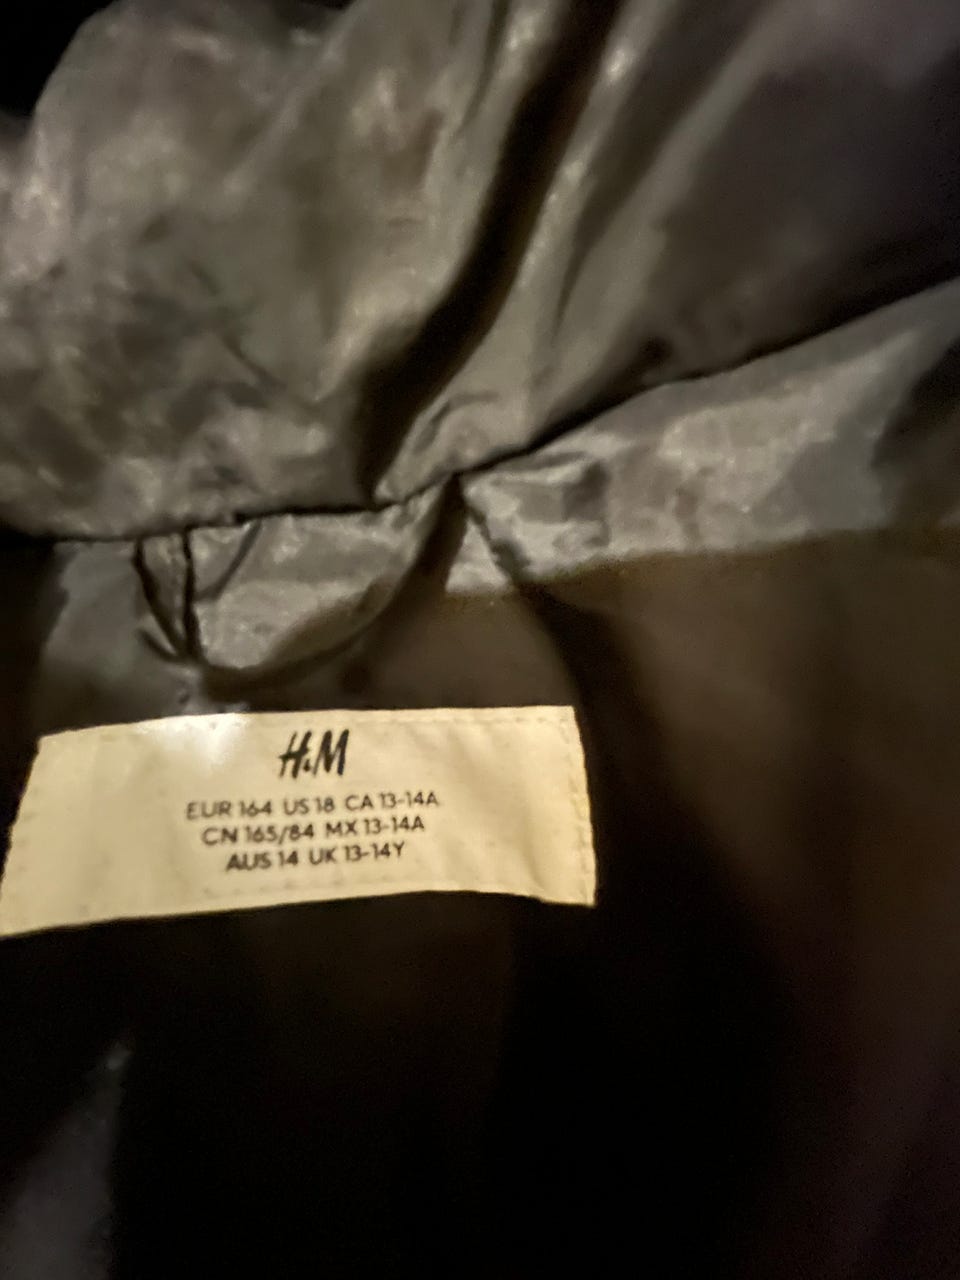 H&M
EUR 164 US 18 CA 13-14A
CN 165/84 MX 13-14A
AUS 14 UK 13-14Y